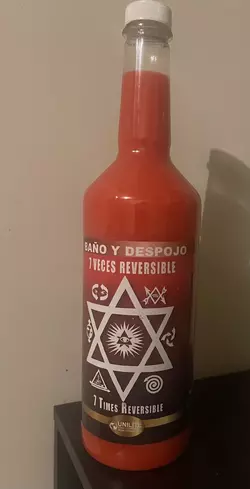 BAÑO Y DESPOJO
7 VECES REVERSIBLE
7 TIMES REVERSIBLE